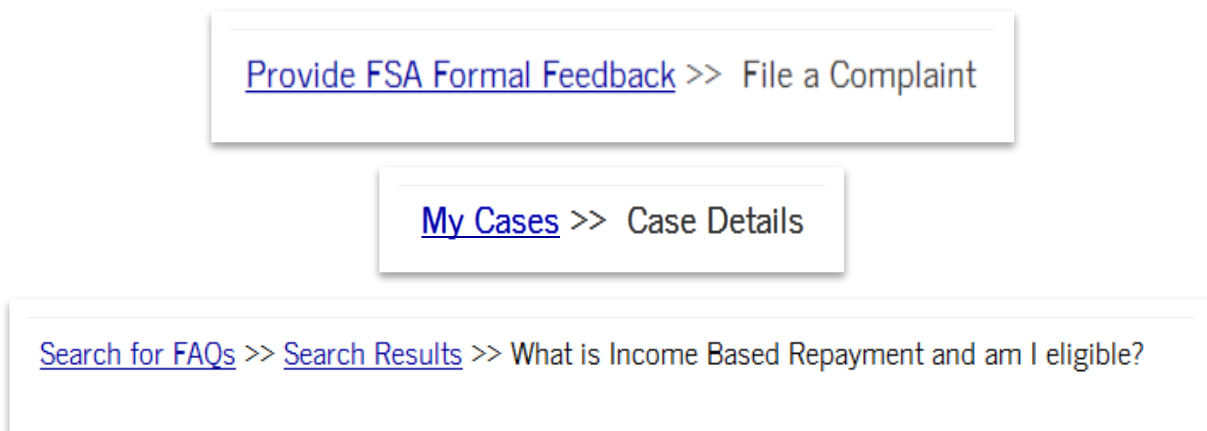 Provide FSA Formal Feedback >> File a Complaint
My Cases >> Case Details
Search for FAQs >> Search Results >> What is Income Based Repayment and am I eligible?